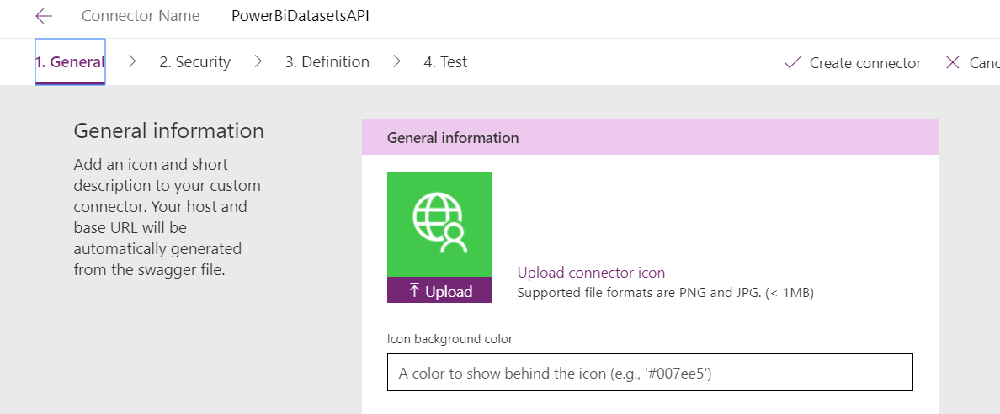 Connector Name PowerBiDatasetsAPI
1. General 2. Security 3. Definition 4. Test Create connector
General information
Add an icon and short
description to your custom
connector. Your host and
base URL will be
automatically generated
from the swagger file.
General information
Upload
Upload connector icon
Supported file formats are PNG and JPG. (< 1MB)
Icon background color
A color to show behind the icon (e.g., '#007ee5')